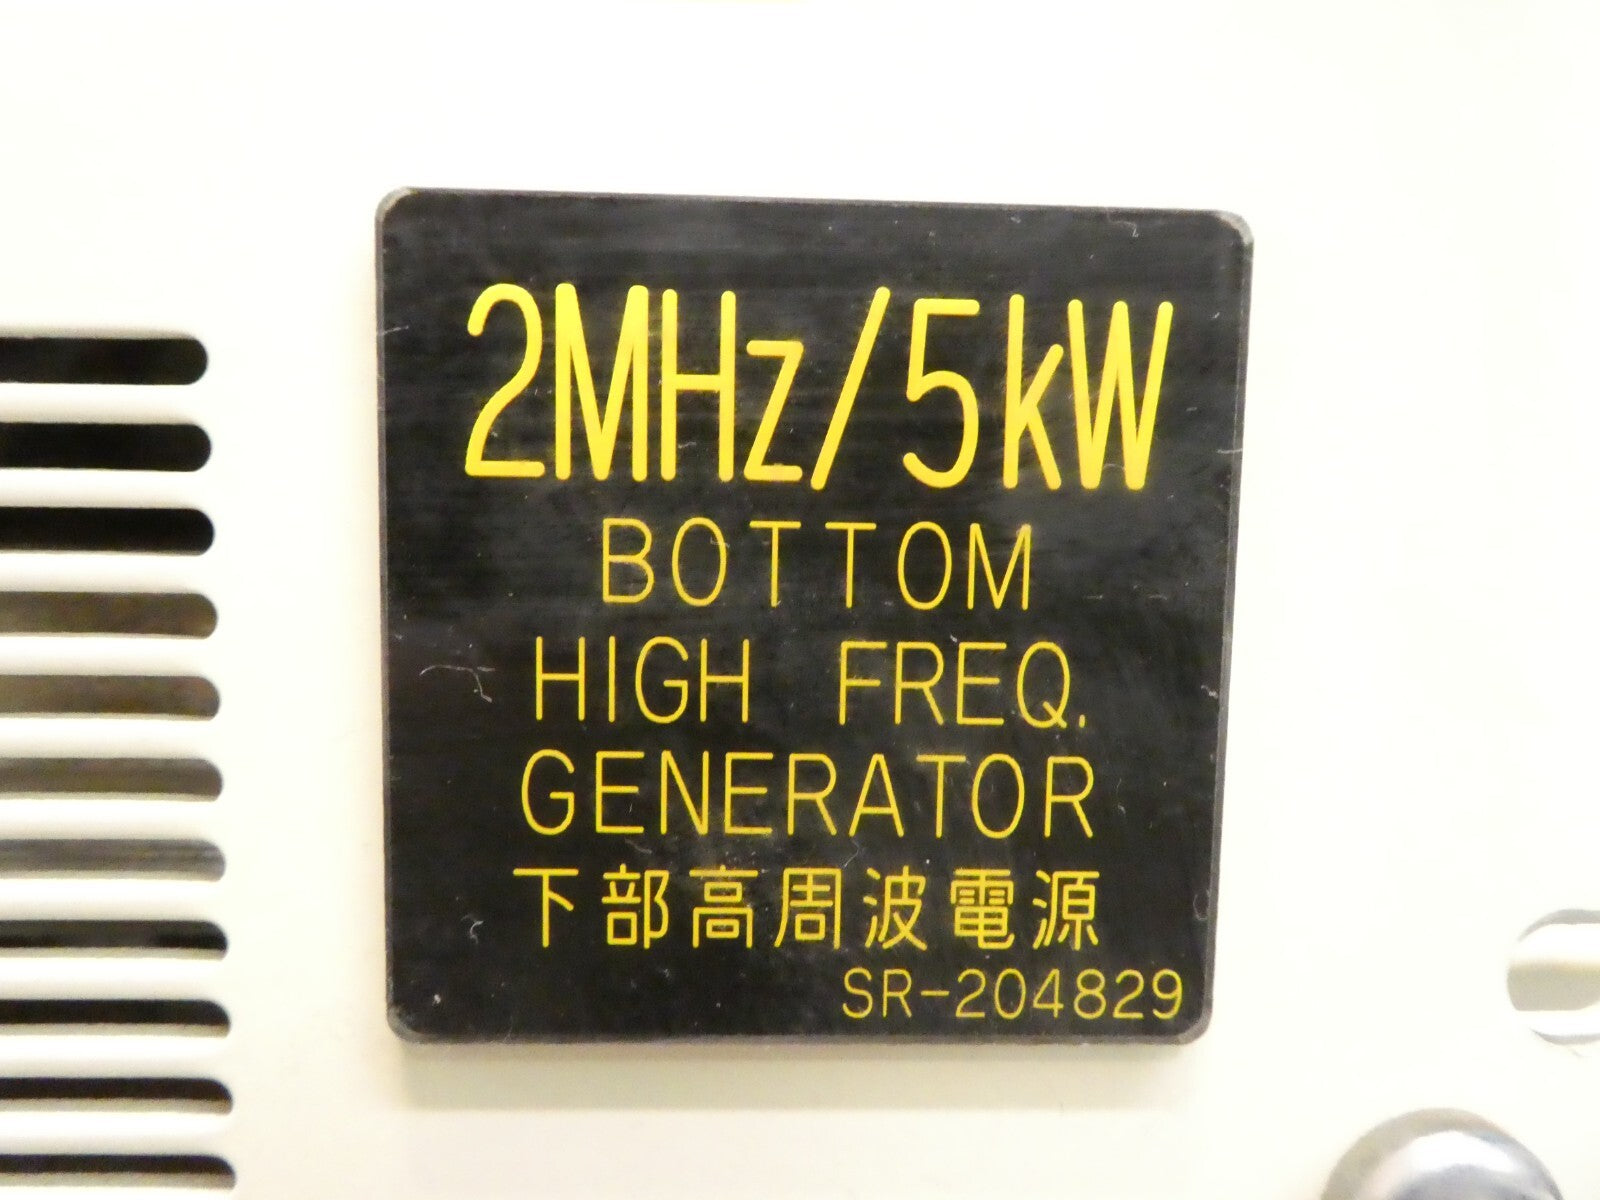 2MHz/5kW
BOTTOM
HIGH FREQ.
GENERATOR
下部高周波電源
SR-204829